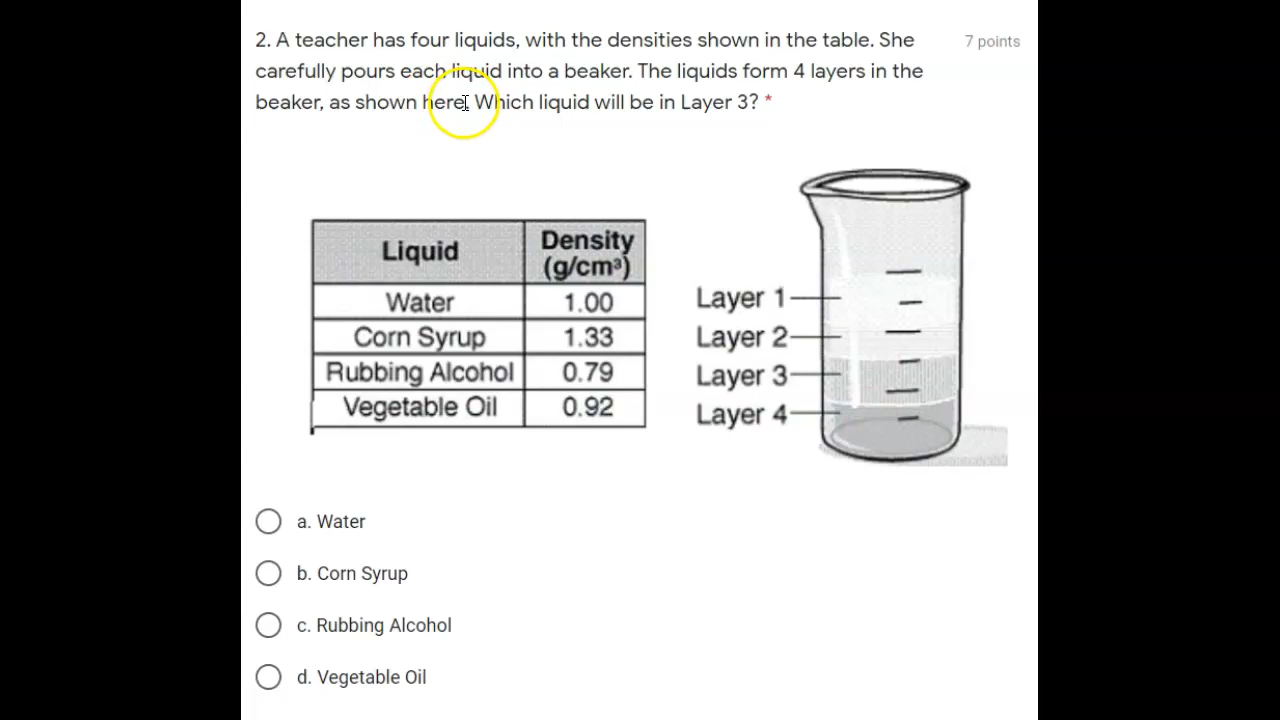 2. A teacher has four liquids, with the densities shown in the table. She
7 points
carefully pours each liquid into a beaker. The liquids form 4 layers in the
beaker, as shown here. Which liquid will be in Layer 3? *
Liquid Density (g/cm³)
Water 1.00
Corn Syrup 1.33
Rubbing Alcohol 0.79
Vegetable Oil 0.92
Layer 1
Layer 2
Layer 3
Layer 4
a. Water
b. Corn Syrup
c. Rubbing Alcohol
d. Vegetable Oil